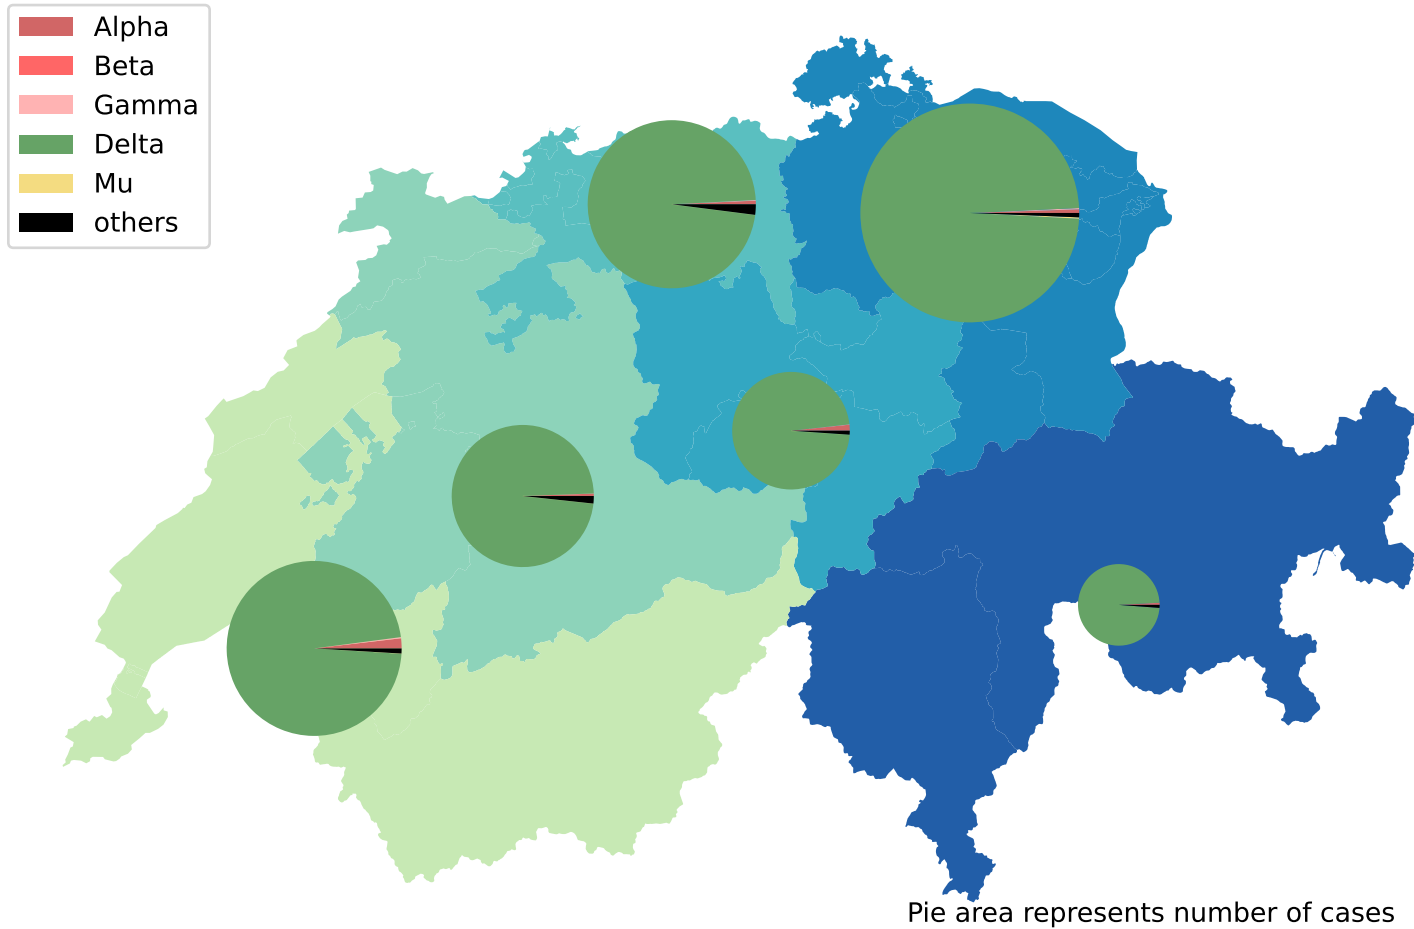 Alpha
Beta
Gamma
Delta
Mu
others
Pie area represents number of cases